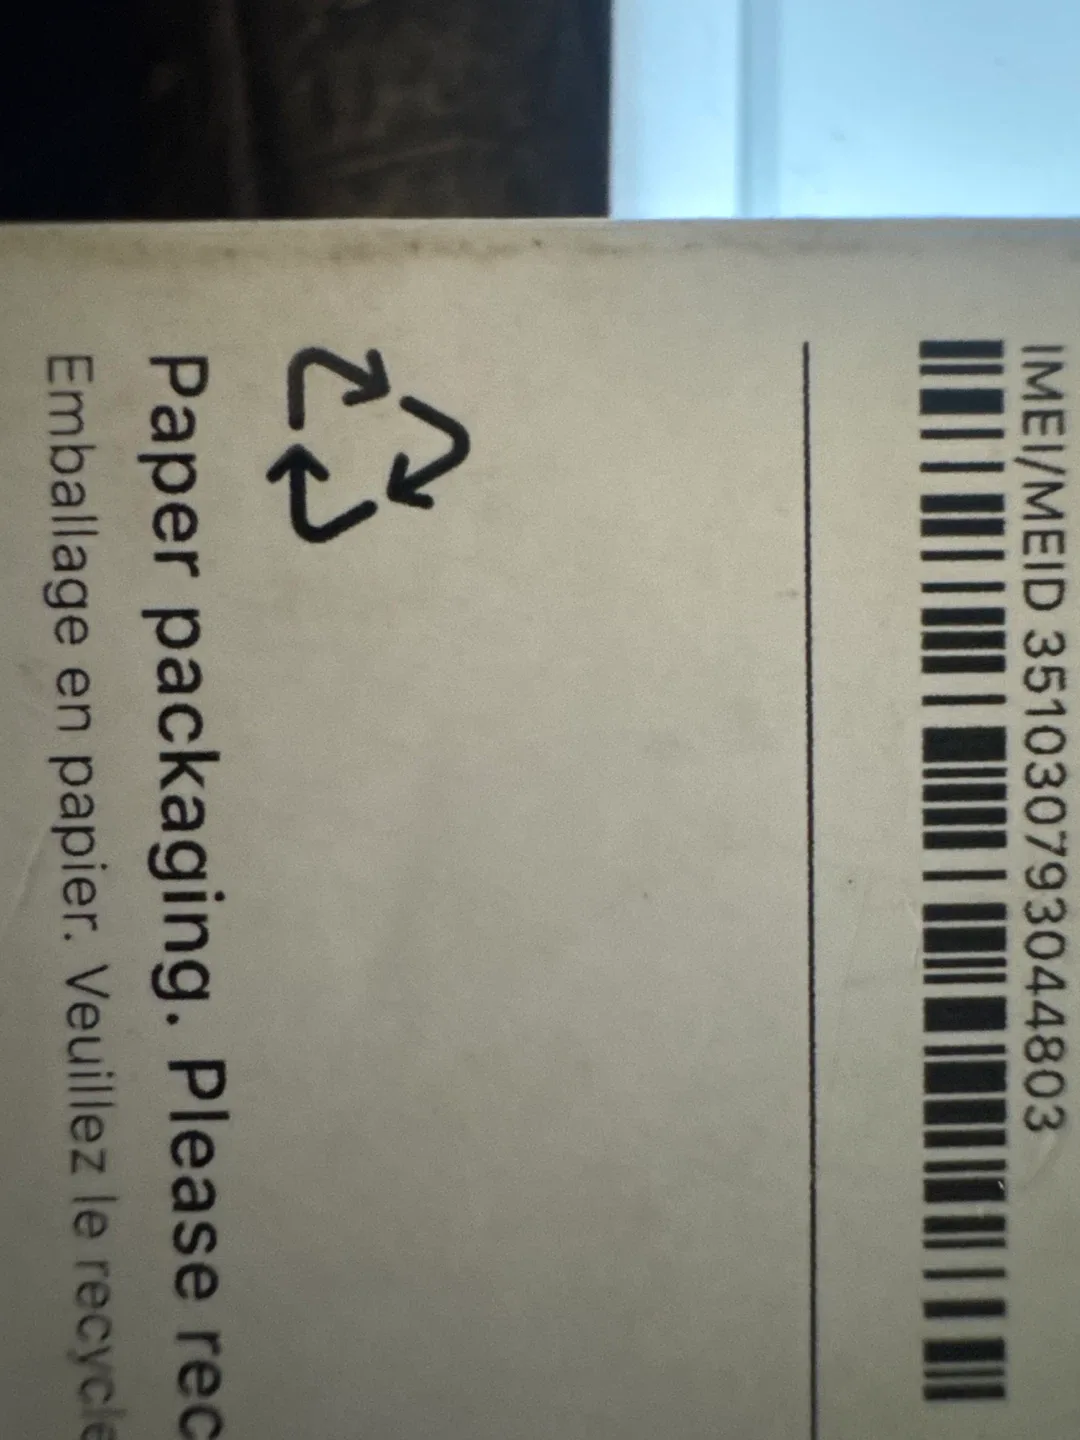 IMEI/MEID 351030793044803
Paper packaging. Please rec
Emballage en papier. Veuillez le recycle